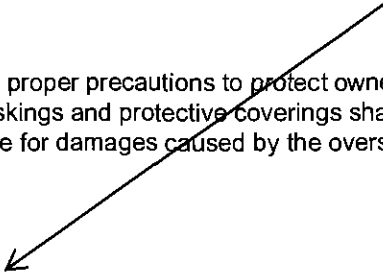 proper precautions to protect owne
skings and protective coverings sha
e for damages caused by the overs